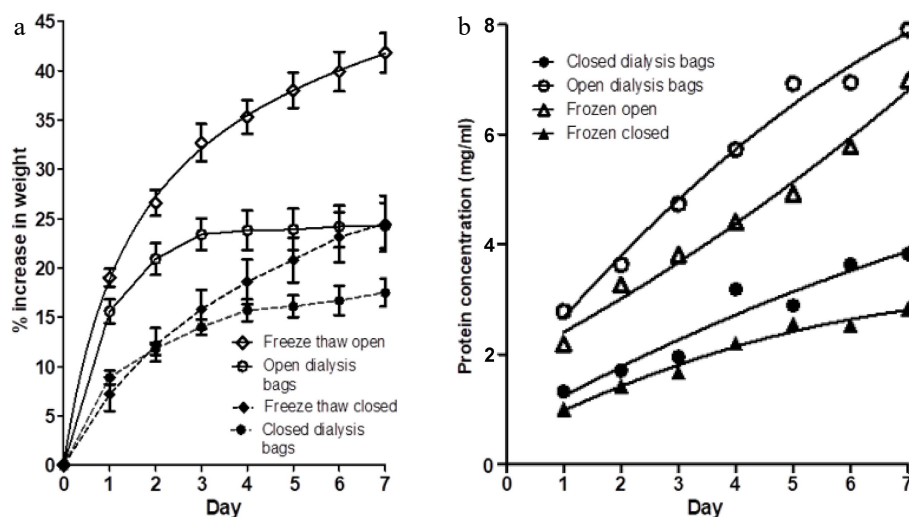 a
% increase in weight
45
40
35
30
25
20
15
10
5
0
0 1 2 3 4 5 6 7
Day
Freeze thaw open
Open dialysis
bags
Freeze thaw closed
Closed dialysis
bags
b
Protein concentration (mg/ml)
8
6
4
2
0
0 1 2 3 4 5 6 7
Day
Closed dialysis bags
Open dialysis bags
Frozen open
Frozen closed